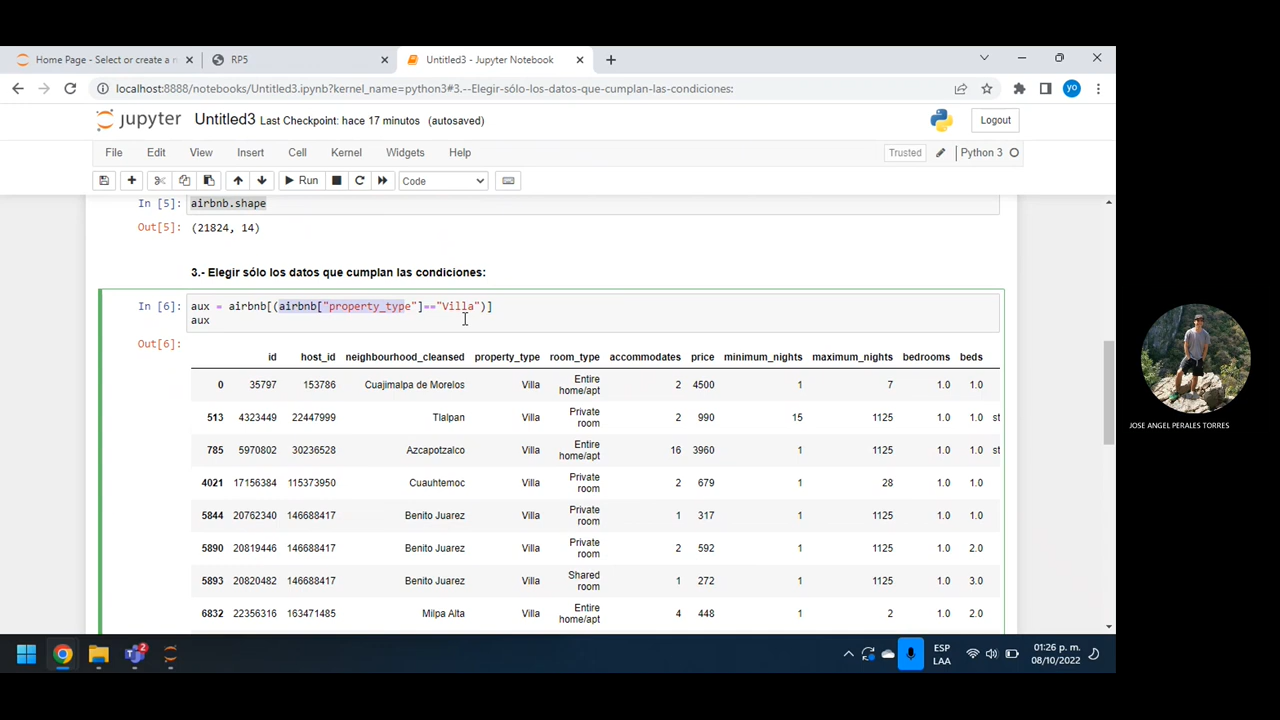 Home Page - Select or create a n
RP5
Untitled3 - Jupyter Notebook
localhost:8888/notebooks/Untitled3.ipynb?kernel_name=python3#3.--Elegir-sólo-los-datos-que-cumplan-las-condiciones:
yo
jupyter Untitled3 Last Checkpoint: hace 17 minutos (autosaved)
Logout
File Edit View Insert Cell Kernel Widgets Help
Trusted Python 3
Run Code
In [5]: airbnb.shape
Out[5]: (21824, 14)
3.- Elegir sólo los datos que cumplan las condiciones:
In [6]: aux = airbnb[(airbnb["property_type"]=="Villa")]
aux
Out[6]:
id host_id neighbourhood_cleansed property_type room_type accommodates price minimum_nights maximum_nights bedrooms beds
0 35797 153786 Cuajimalpa de Morelos Villa Entire home/apt 2 4500 1 7 1.0 1.0
513 4323449 22447999 Tlalpan Villa Private room 2 990 15 1125 1.0 1.0 st
785 5970802 30236528 Azcapotzalco Villa Entire home/apt 16 3960 1 1125 1.0 1.0 st
4021 17156384 115373950 Cuauhtemoc Villa Private room 2 679 1 28 1.0 1.0
5844 20762340 146688417 Benito Juarez Villa Private room 1 317 1 1125 1.0 1.0
5890 20819446 146688417 Benito Juarez Villa Private room 2 592 1 1125 1.0 2.0
5893 20820482 146688417 Benito Juarez Villa Shared room 1 272 1 1125 1.0 3.0
6832 22356316 163471485 Milpa Alta Villa Entire home/apt 4 448 1 2 1.0 2.0
JOSE ANGEL PERALES TORRES
2
ESP
LAA
01:26 p. m.
08/10/2022